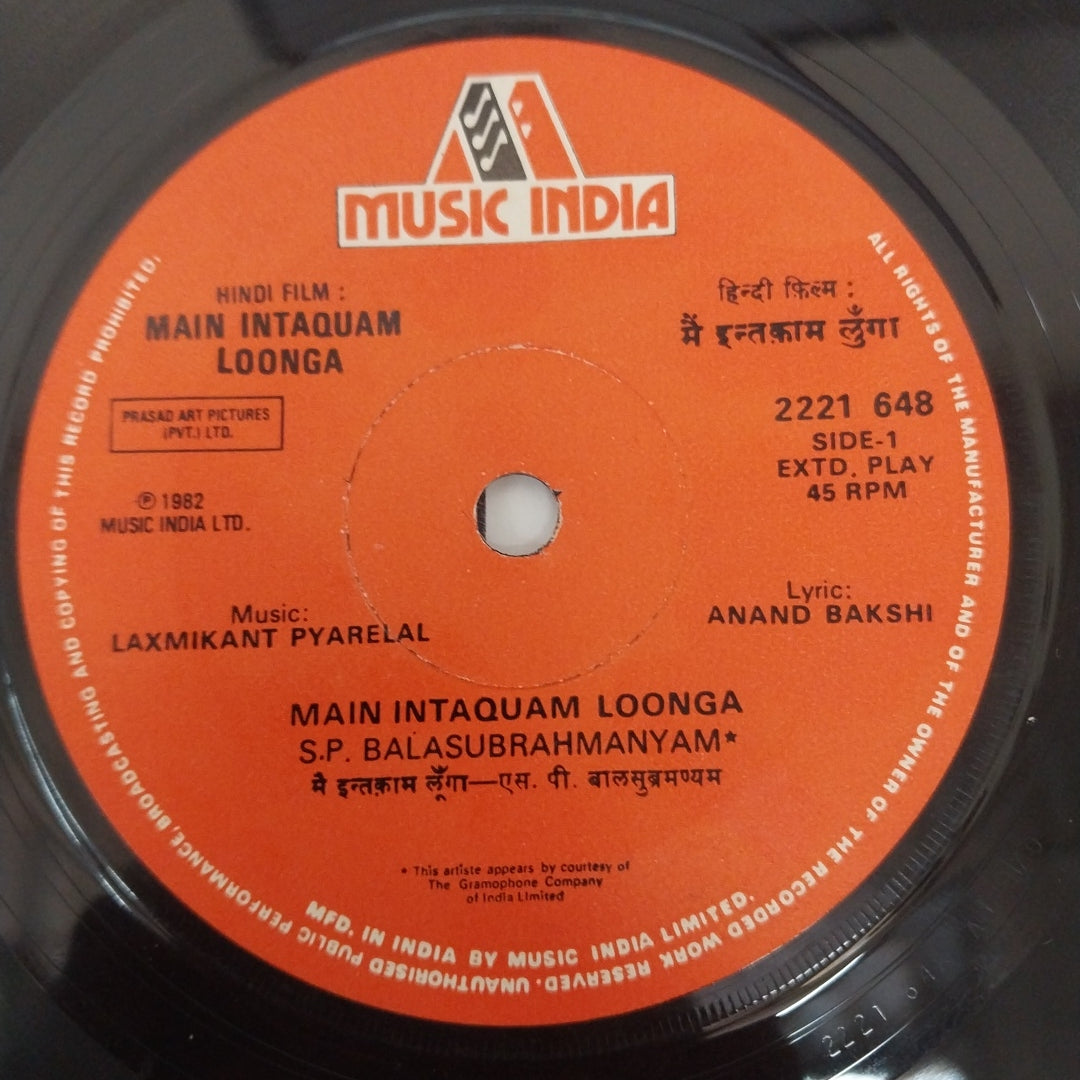 MUSIC INDIA
HINDI FILM :
MAIN INTAQUAM
LOONGA
PRASAD ART PICTURES
(PVT.) LTD.
℗ 1982
MUSIC INDIA LTD.
हिन्दी फ़िल्म :
मैं इन्तक़ाम लुँगा
2221 648
SIDE-1
EXTD. PLAY
45 RPM
Music:
LAXMIKANT PYARELAL
Lyric:
ANAND BAKSHI
MAIN INTAQUAM LOONGA
S.P. BALASUBRAHMANYAM*
मै इन्तक़ाम लूँगा—एस. पी. बालसुब्रमण्यम
* This artiste appears by courtesy of
The Gramophone Company
of India Limited
MFD. IN INDIA BY MUSIC INDIA LIMITED.
ALL RIGHTS OF THE MANUFACTURER AND OF THE OWNER OF THE RECORDED WORK RESERVED. UNAUTHORISED PUBLIC PERFORMANCE, BROADCASTING AND COPYING OF THIS RECORD PROHIBITED.
2221